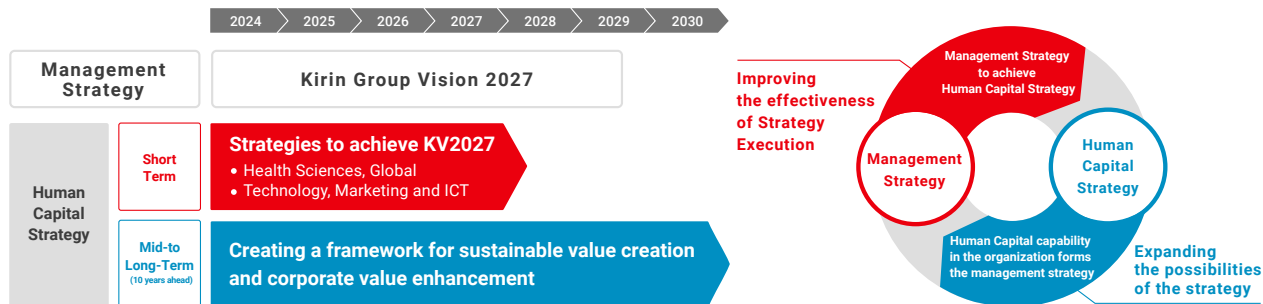 2024 2025 2026 2027 2028 2029 2030
Management
Strategy
Kirin Group Vision 2027
Human
Capital
Strategy
Short
Term
Strategies to achieve KV2027
• Health Sciences, Global
• Technology, Marketing and ICT
Mid-to
Long-Term
(10 years ahead)
Creating a framework for sustainable value creation
and corporate value enhancement
Improving
the effectiveness
of Strategy
Execution
Management Strategy
to achieve
Human Capital Strategy
Management
Strategy
Human
Capital
Strategy
Human Capital capability
in the organization forms
the management strategy
Expanding
the possibilities
of the strategy